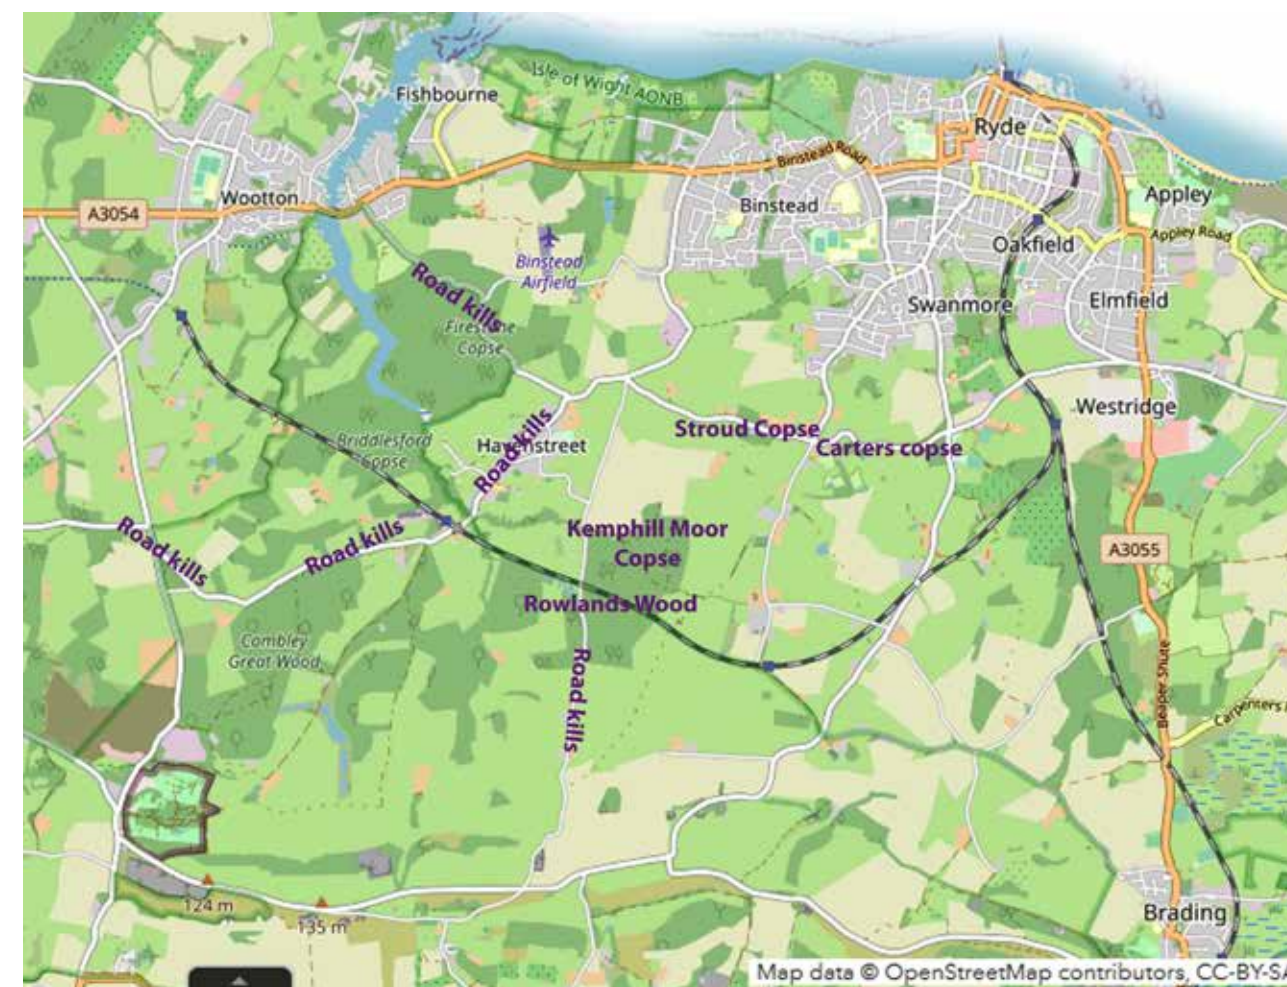 Isle of Wight AONB
Fishbourne
Ryde
Binstead Road
Wootton
Binstead
Appley
A3054
Oakfield
Appley Road
Binstead
Airfield
Road kills
Swanmore
Elmfield
Firestone
Copse
Westridge
Stroud Copse
Carters copse
Briddlesford
Copse
Havenstreet
Road kills
Road kills
Road kills
Kemphill Moor
Copse
A3055
Rowlands Wood
Combley
Great Wood
Road kills
Beaper Shute
Carpenters
124 m
135 m
Brading
Map data © OpenStreetMap contributors, CC-BY-SA